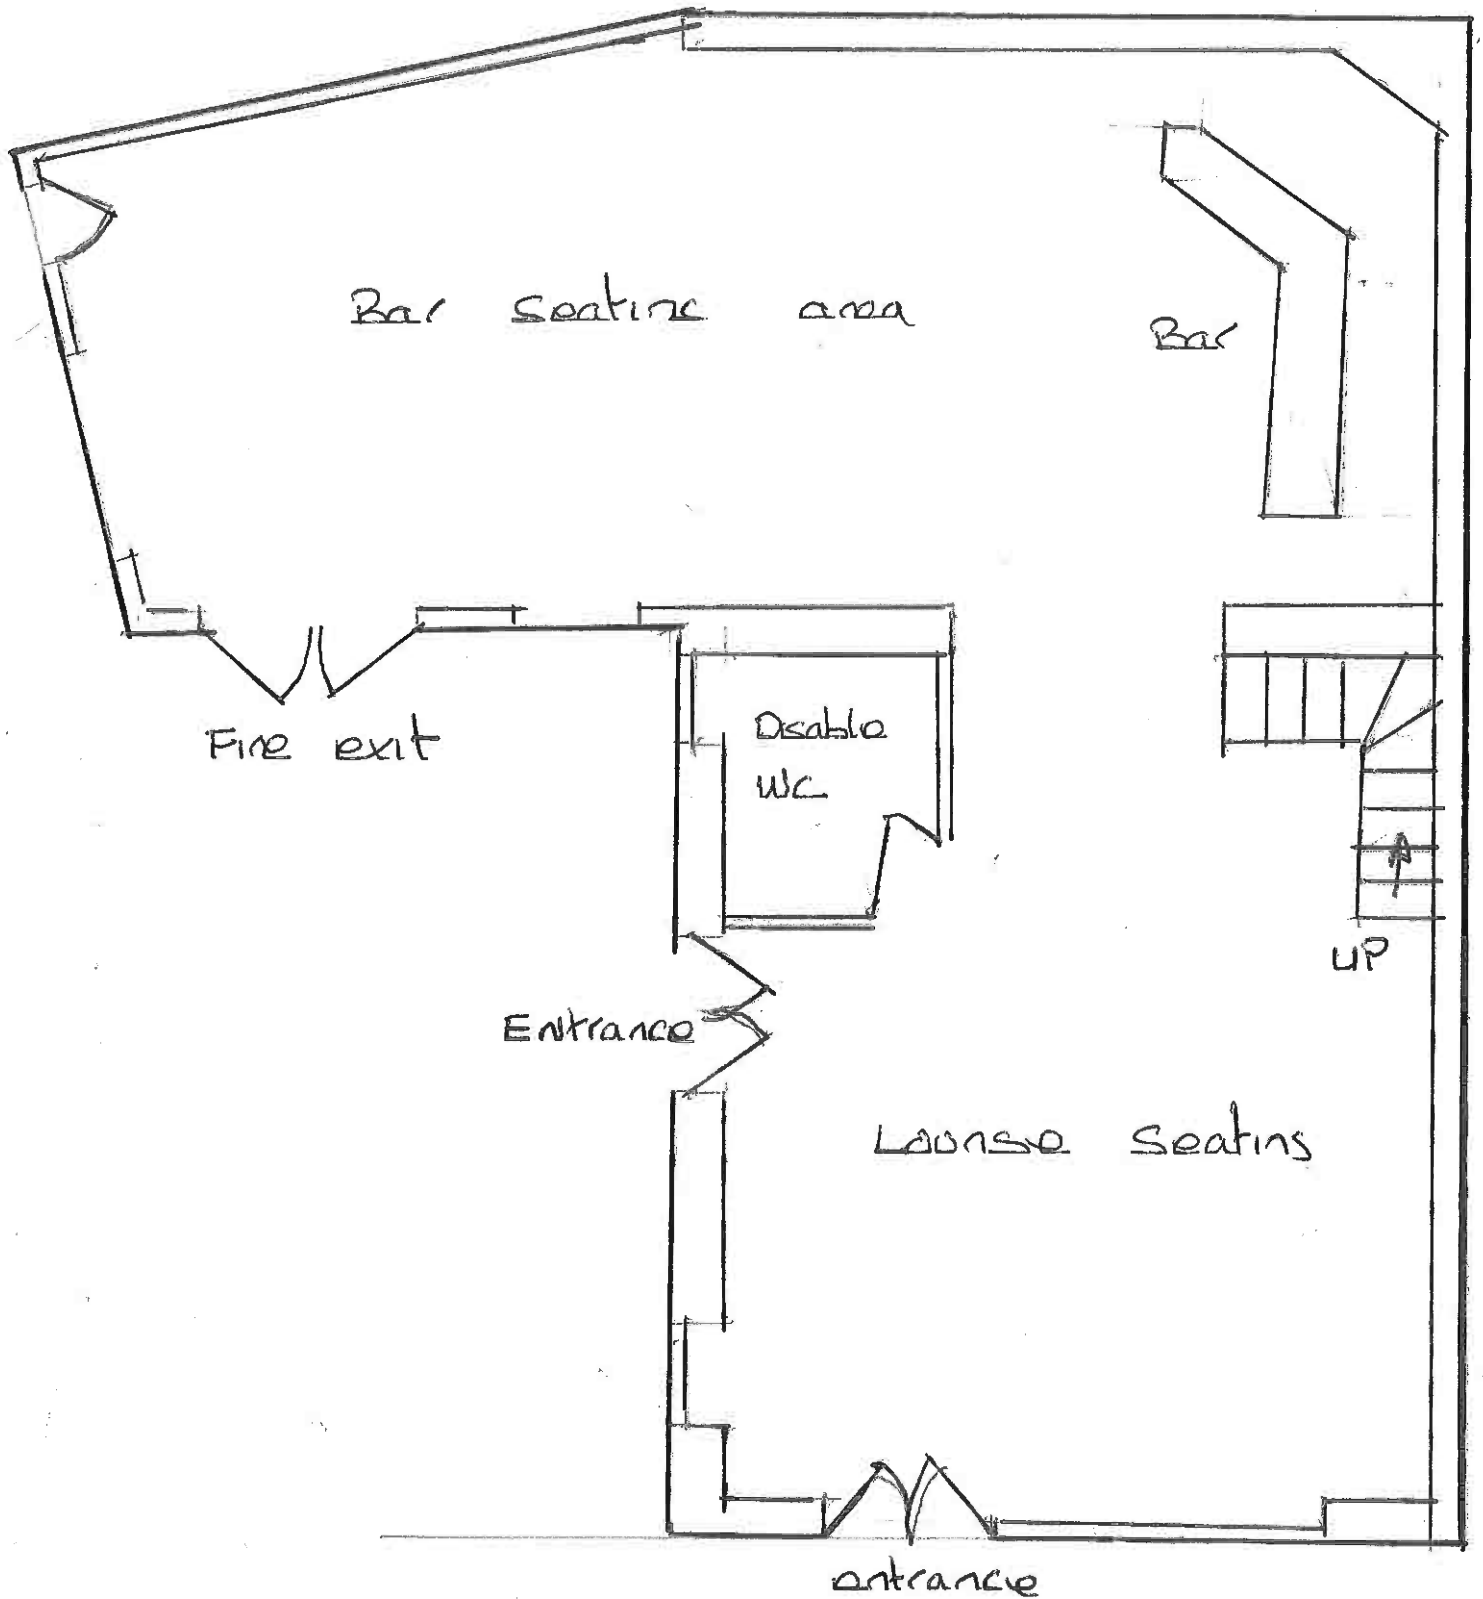 Bar Seating area
Bar
Fire exit
Disable
WC
UP
Entrance
Lounge Seating
entrance